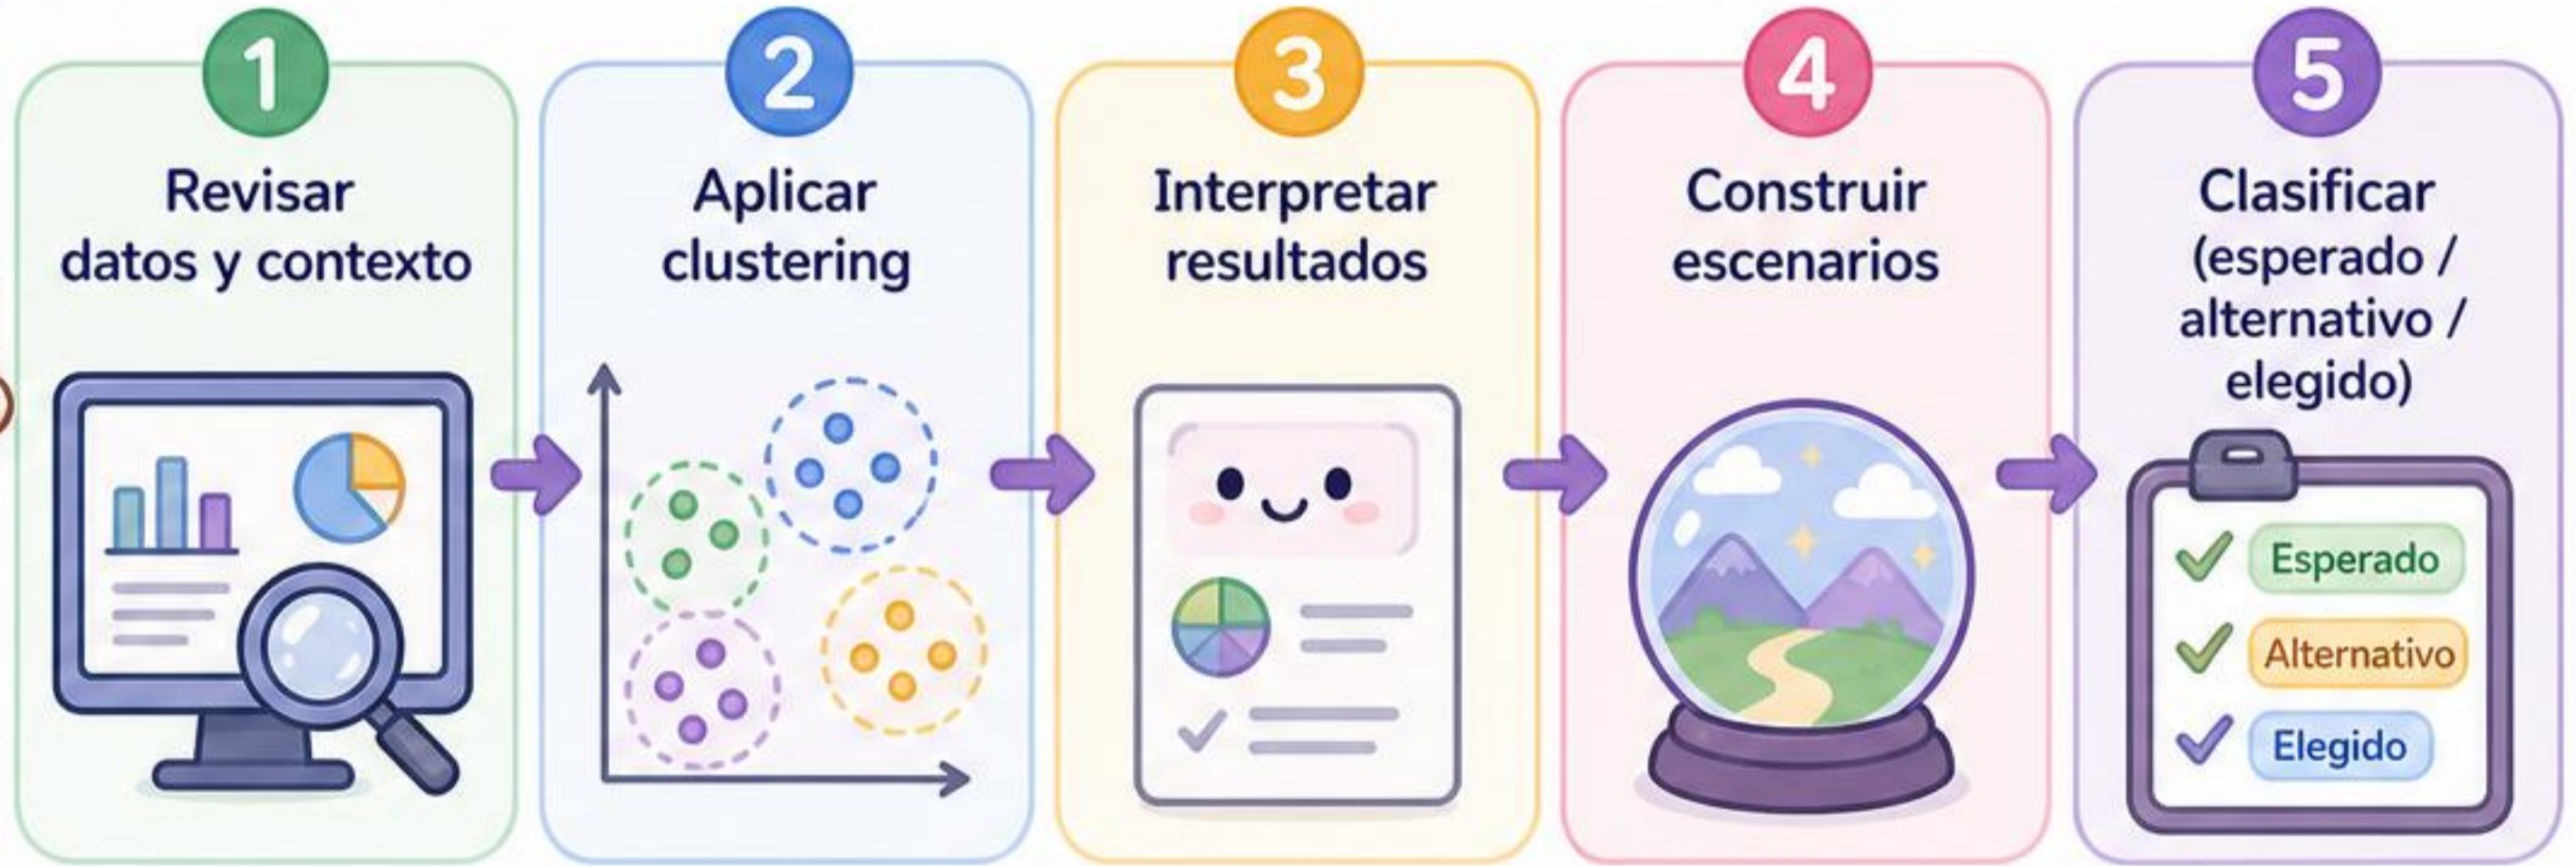 1
Revisar
datos y contexto
2
Aplicar
clustering
3
Interpretar
resultados
4
Construir
escenarios
5
Clasificar
(esperado /
alternativo /
elegido)
Esperado
Alternativo
Elegido